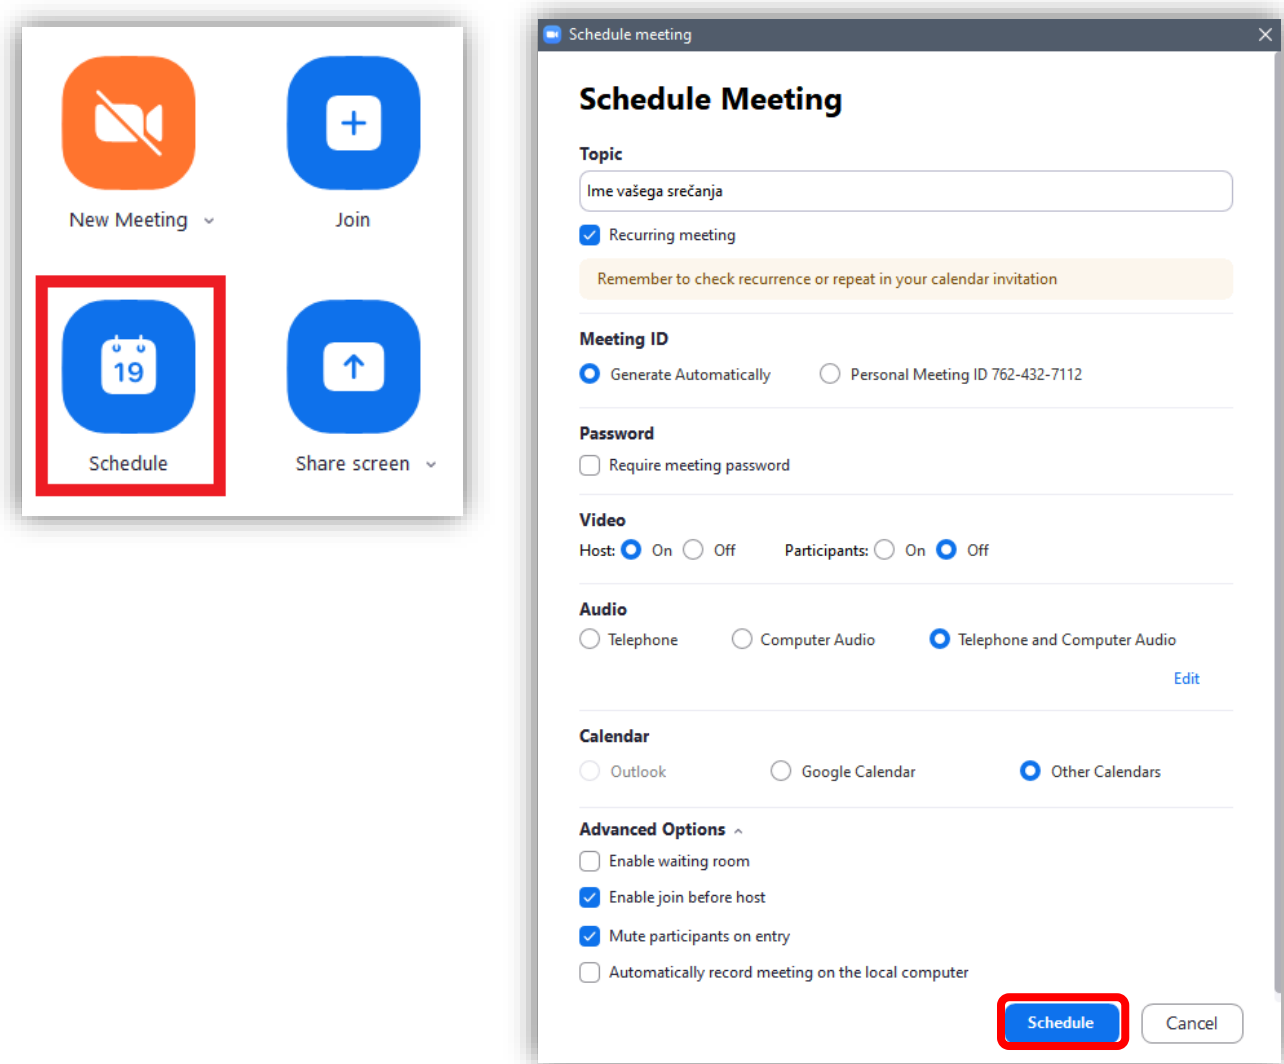 New Meeting
Join
19
Schedule
Share screen
Schedule meeting
Schedule Meeting
Topic
Ime vašega srečanja
Recurring meeting
Remember to check recurrence or repeat in your calendar invitation
Meeting ID
Generate Automatically Personal Meeting ID 762-432-7112
Password
Require meeting password
Video
Host: On Off Participants: On Off
Audio
Telephone Computer Audio Telephone and Computer Audio
Edit
Calendar
Outlook Google Calendar Other Calendars
Advanced Options
Enable waiting room
Enable join before host
Mute participants on entry
Automatically record meeting on the local computer
Schedule Cancel